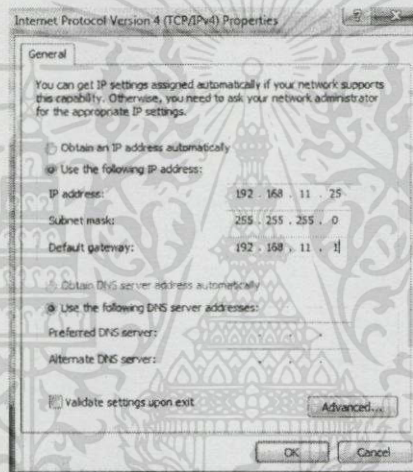 Internet Protocol Version 4 (TCP/IPv4) Properties
General
You can get IP settings assigned automatically if your network supports
this capability. Otherwise, you need to ask your network administrator
for the appropriate IP settings.
Obtain an IP address automatically
Use the following IP address:
IP address: 192 . 168 . 11 . 25
Subnet mask: 255 . 255 . 255 . 0
Default gateway: 192 . 168 . 11 . 1
Obtain DNS server address automatically
Use the following DNS server addresses:
Preferred DNS server: . . .
Alternate DNS server: . . .
Validate settings upon exit
Advanced...
OK Cancel